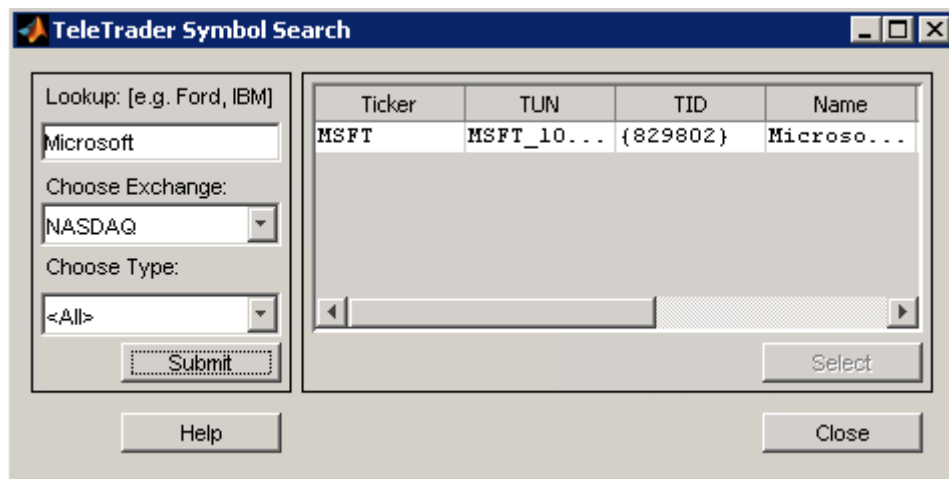 TeleTrader Symbol Search
Lookup: [e.g. Ford, IBM]
Microsoft
Choose Exchange:
NASDAQ
Choose Type:
<All>
Submit
Help
Ticker TUN TID Name
MSFT MSFT_10... {829802} Microso...
Select
Close